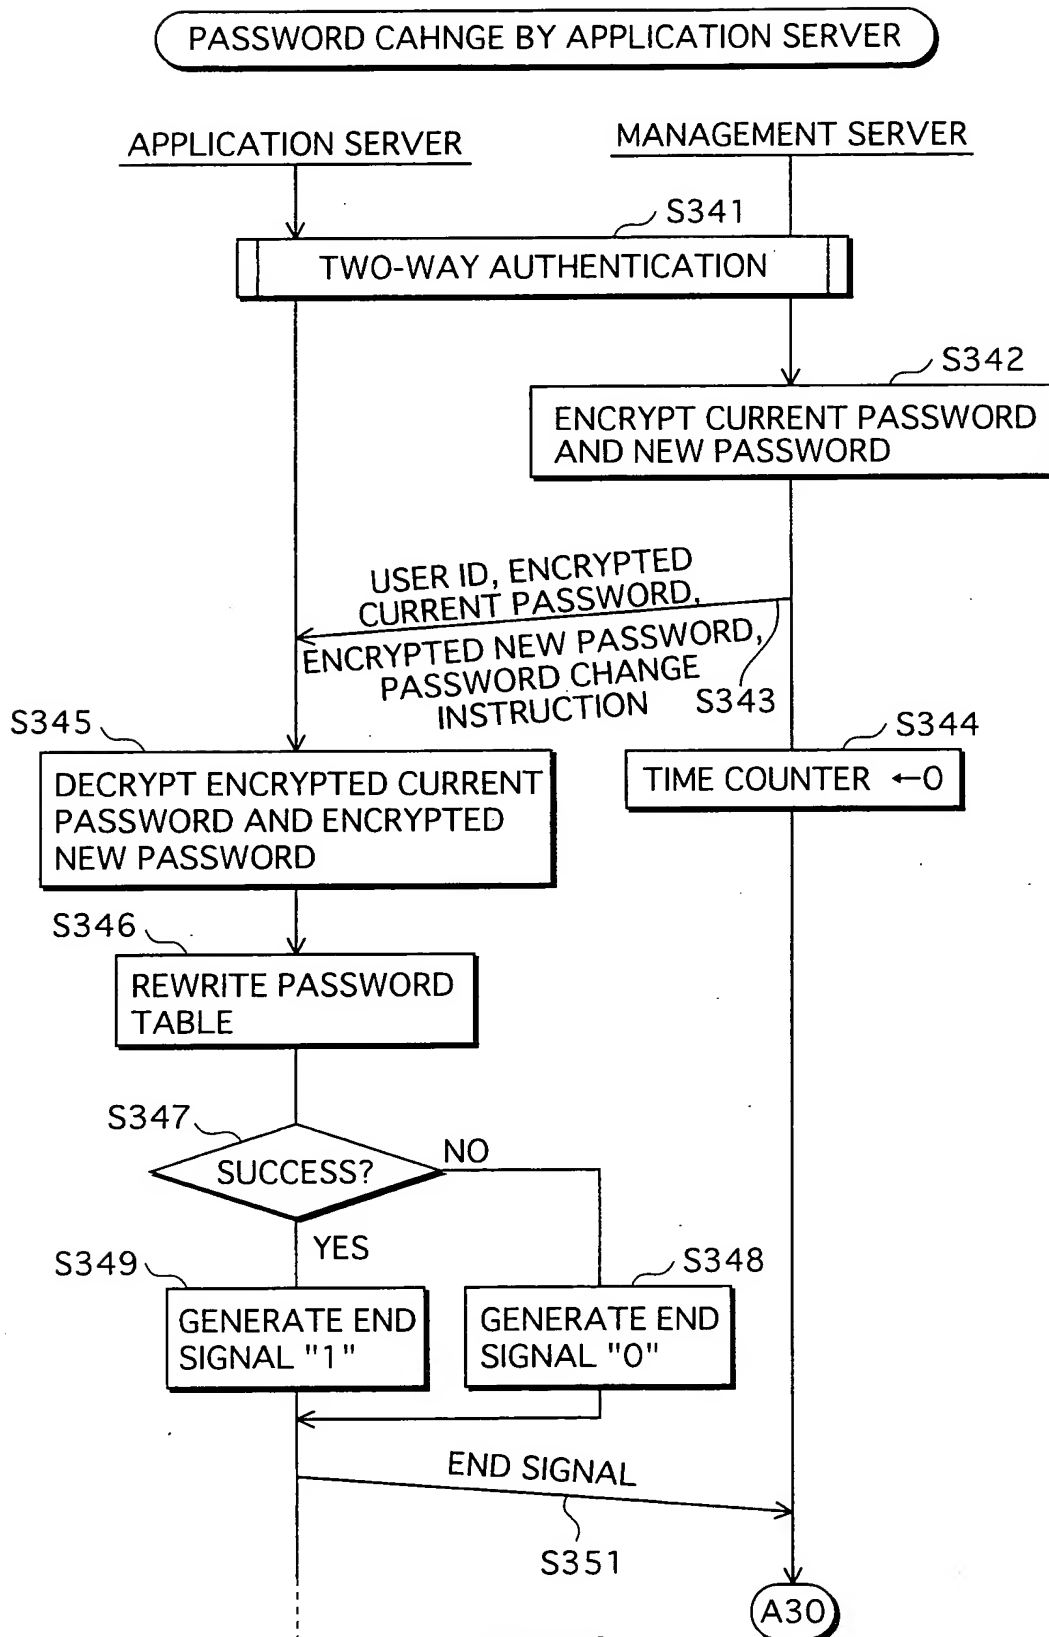 PASSWORD CAHNGE BY APPLICATION SERVER
APPLICATION SERVER
MANAGEMENT SERVER
S341
TWO-WAY AUTHENTICATION
S342
ENCRYPT CURRENT PASSWORD
AND NEW PASSWORD
USER ID, ENCRYPTED
CURRENT PASSWORD,
ENCRYPTED NEW PASSWORD,
PASSWORD CHANGE
INSTRUCTION
S343
S344
TIME COUNTER ←0
S345
DECRYPT ENCRYPTED CURRENT
PASSWORD AND ENCRYPTED
NEW PASSWORD
S346
REWRITE PASSWORD
TABLE
S347
SUCCESS?
NO
YES
S349
GENERATE END
SIGNAL "1"
S348
GENERATE END
SIGNAL "0"
END SIGNAL
S351
A30